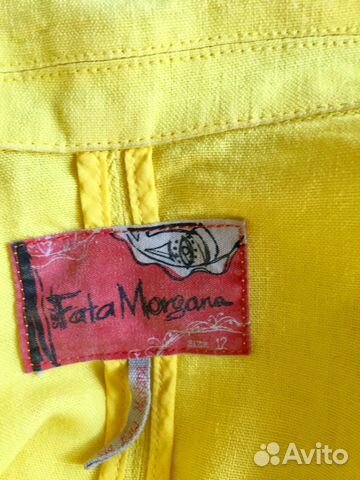 Fata Morgana
SIZE 12
Avito